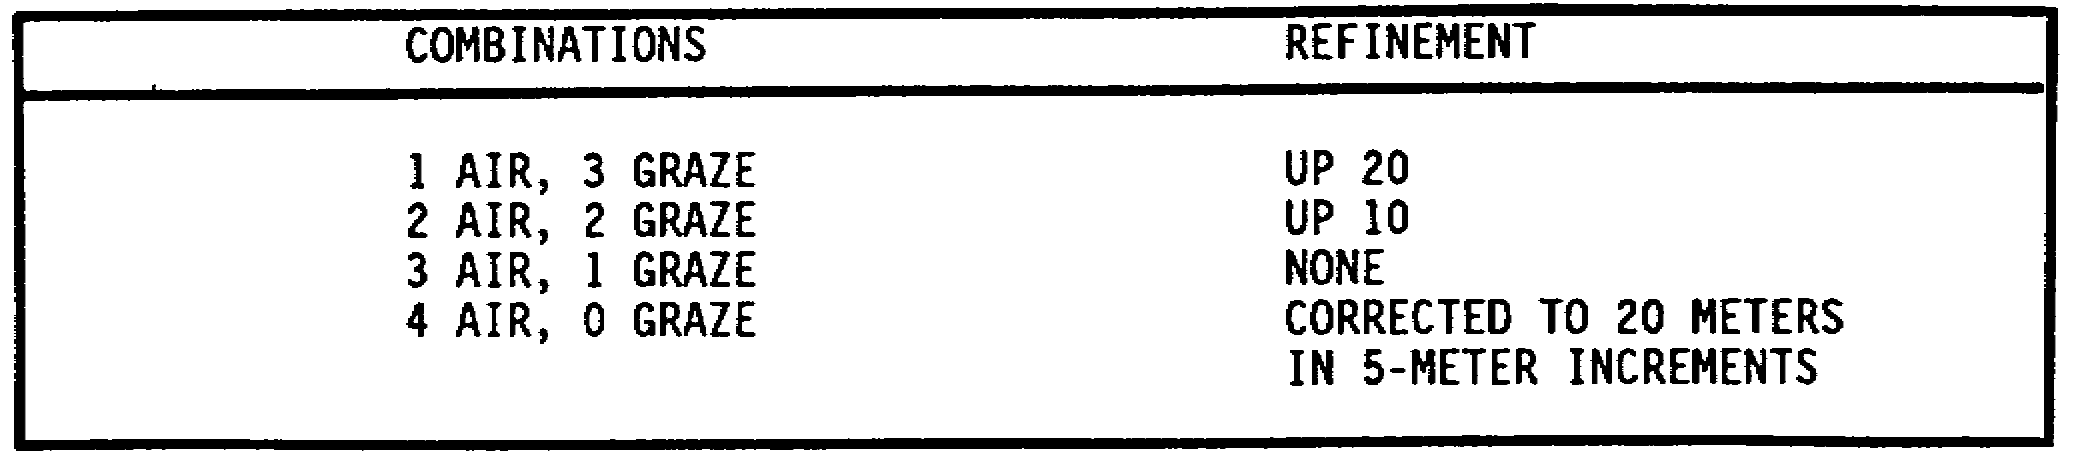 COMBINATIONS REFINEMENT
1 AIR, 3 GRAZE UP 20
2 AIR, 2 GRAZE UP 10
3 AIR, 1 GRAZE NONE
4 AIR, 0 GRAZE CORRECTED TO 20 METERS
IN 5-METER INCREMENTS